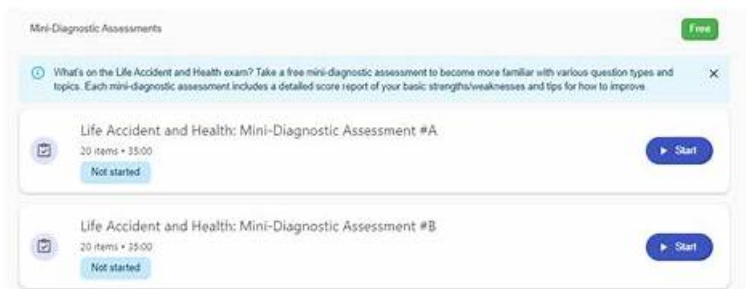 Mini-Diagnostic Assessments
Free
What's on the Life Accident and Health exam? Take a free mini-diagnostic assessment to become more familiar with various question types and
topics. Each mini-diagnostic assessment includes a detailed score report of your basic strengths/weaknesses and tips for how to improve.
Life Accident and Health: Mini-Diagnostic Assessment #A
20 items • 35:00
Start
Not started
Life Accident and Health: Mini-Diagnostic Assessment #B
20 items • 35:00
Start
Not started